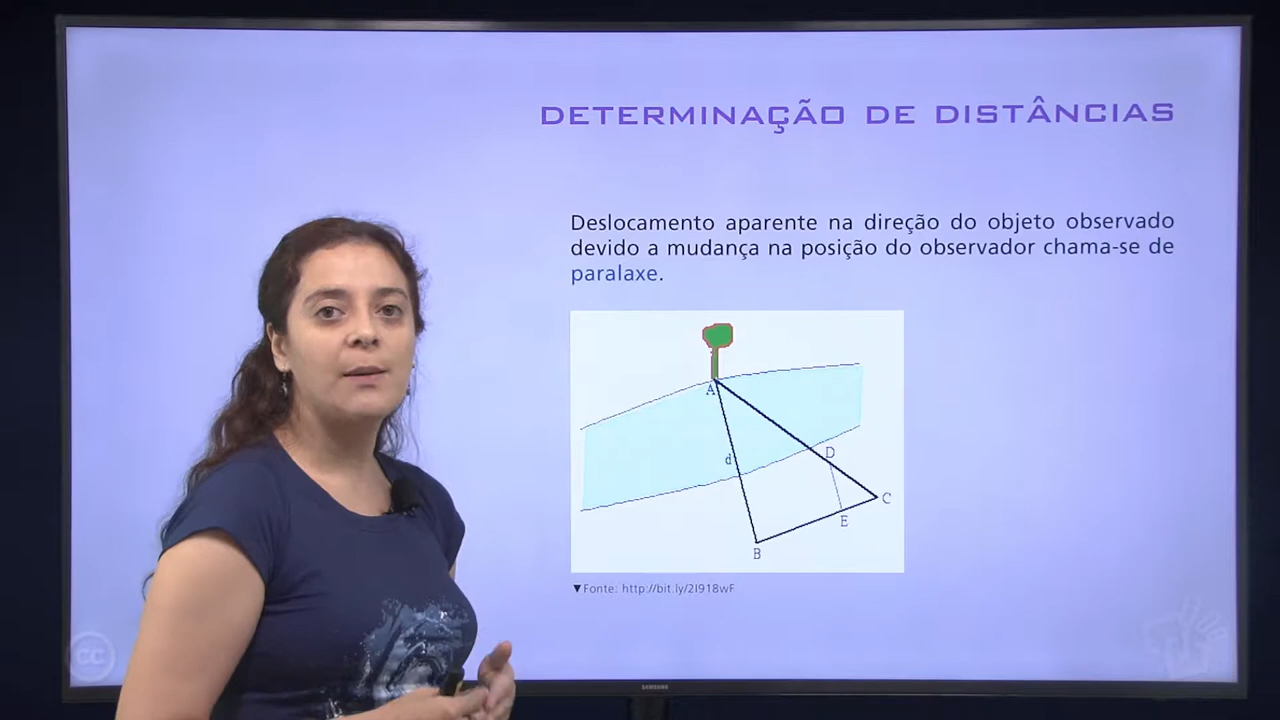 DETERMINAÇÃO DE DISTÂNCIAS
Deslocamento aparente na direção do objeto observado
devido a mudança na posição do observador chama-se de
paralaxe.
A
d
D
C
E
B
▼Fonte: http://bit.ly/2I918wF
CC
SAMSUNG